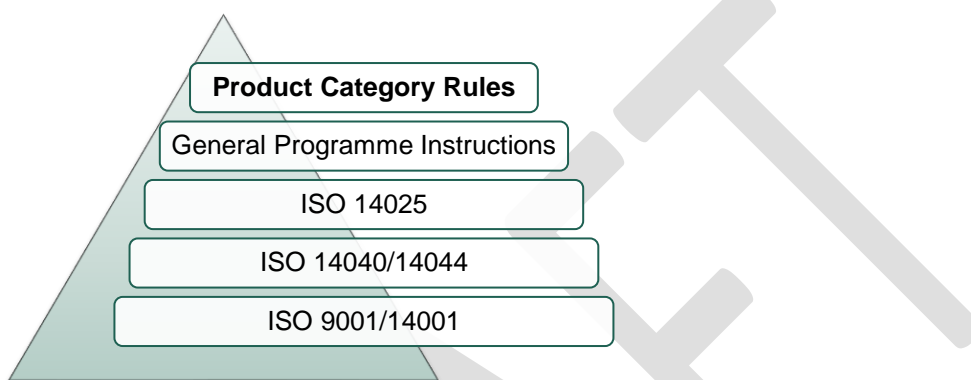 Product Category Rules
General Programme Instructions
ISO 14025
ISO 14040/14044
ISO 9001/14001